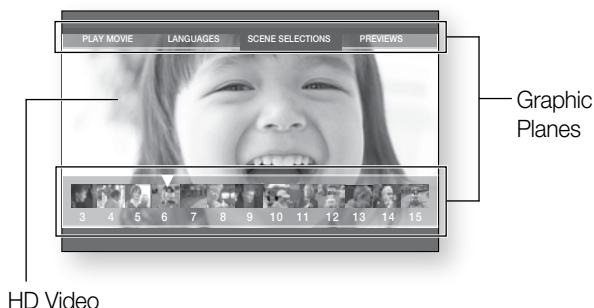 PLAY MOVIE LANGUAGES SCENE SELECTIONS PREVIEWS
Graphic
Planes
3 4 5 6 7 8 9 10 11 12 13 14 15
HD Video